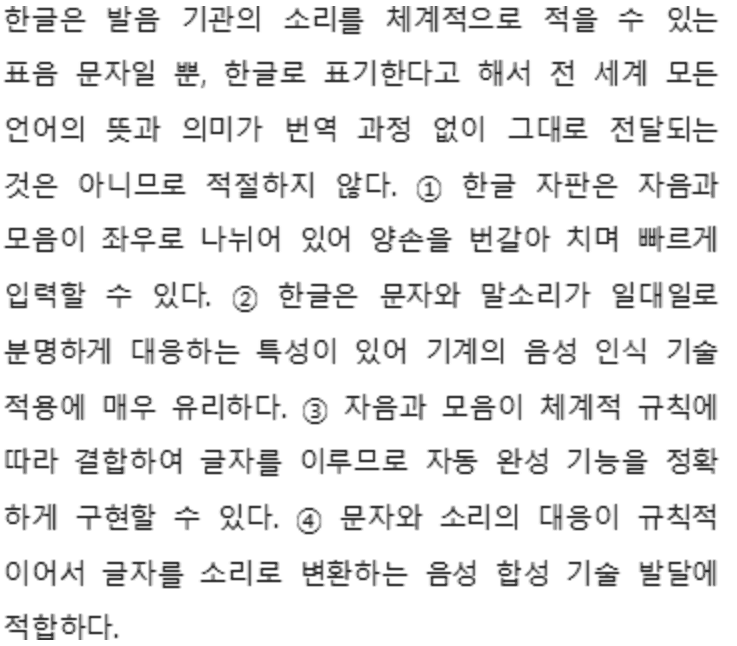 한글은 발음 기관의 소리를 체계적으로 적을 수 있는
표음 문자일 뿐, 한글로 표기한다고 해서 전 세계 모든
언어의 뜻과 의미가 번역 과정 없이 그대로 전달되는
것은 아니므로 적절하지 않다. ① 한글 자판은 자음과
모음이 좌우로 나뉘어 있어 양손을 번갈아 치며 빠르게
입력할 수 있다. ② 한글은 문자와 말소리가 일대일로
분명하게 대응하는 특성이 있어 기계의 음성 인식 기술
적용에 매우 유리하다. ③ 자음과 모음이 체계적 규칙에
따라 결합하여 글자를 이루므로 자동 완성 기능을 정확
하게 구현할 수 있다. ④ 문자와 소리의 대응이 규칙적
이어서 글자를 소리로 변환하는 음성 합성 기술 발달에
적합하다.